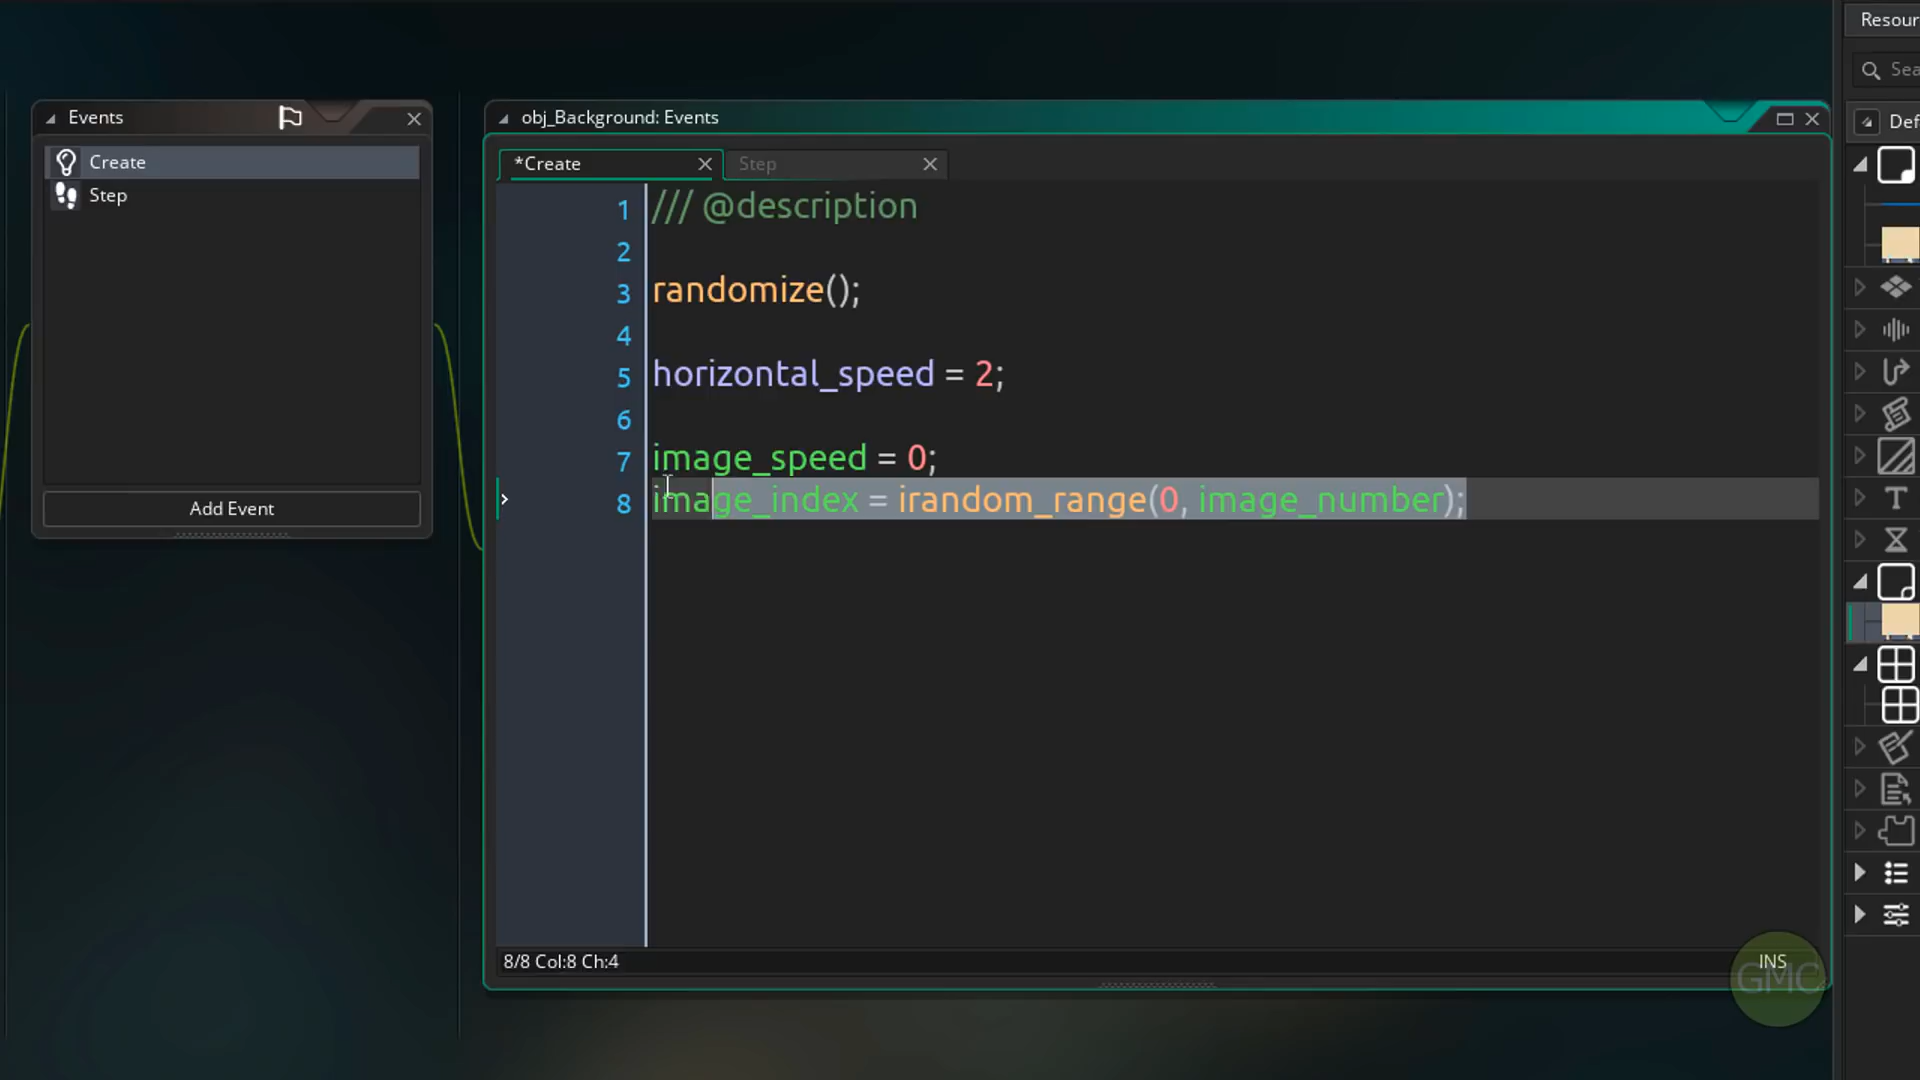 Resour
Events
obj_Background: Events
Sea
Def
Create
Step
*Create
Step
1 /// @description
2
3 randomize();
4
5 horizontal_speed = 2;
6
7 image_speed = 0;
8 image_index = irandom_range(0, image_number);
Add Event
8/8 Col:8 Ch:4
INS
GMC